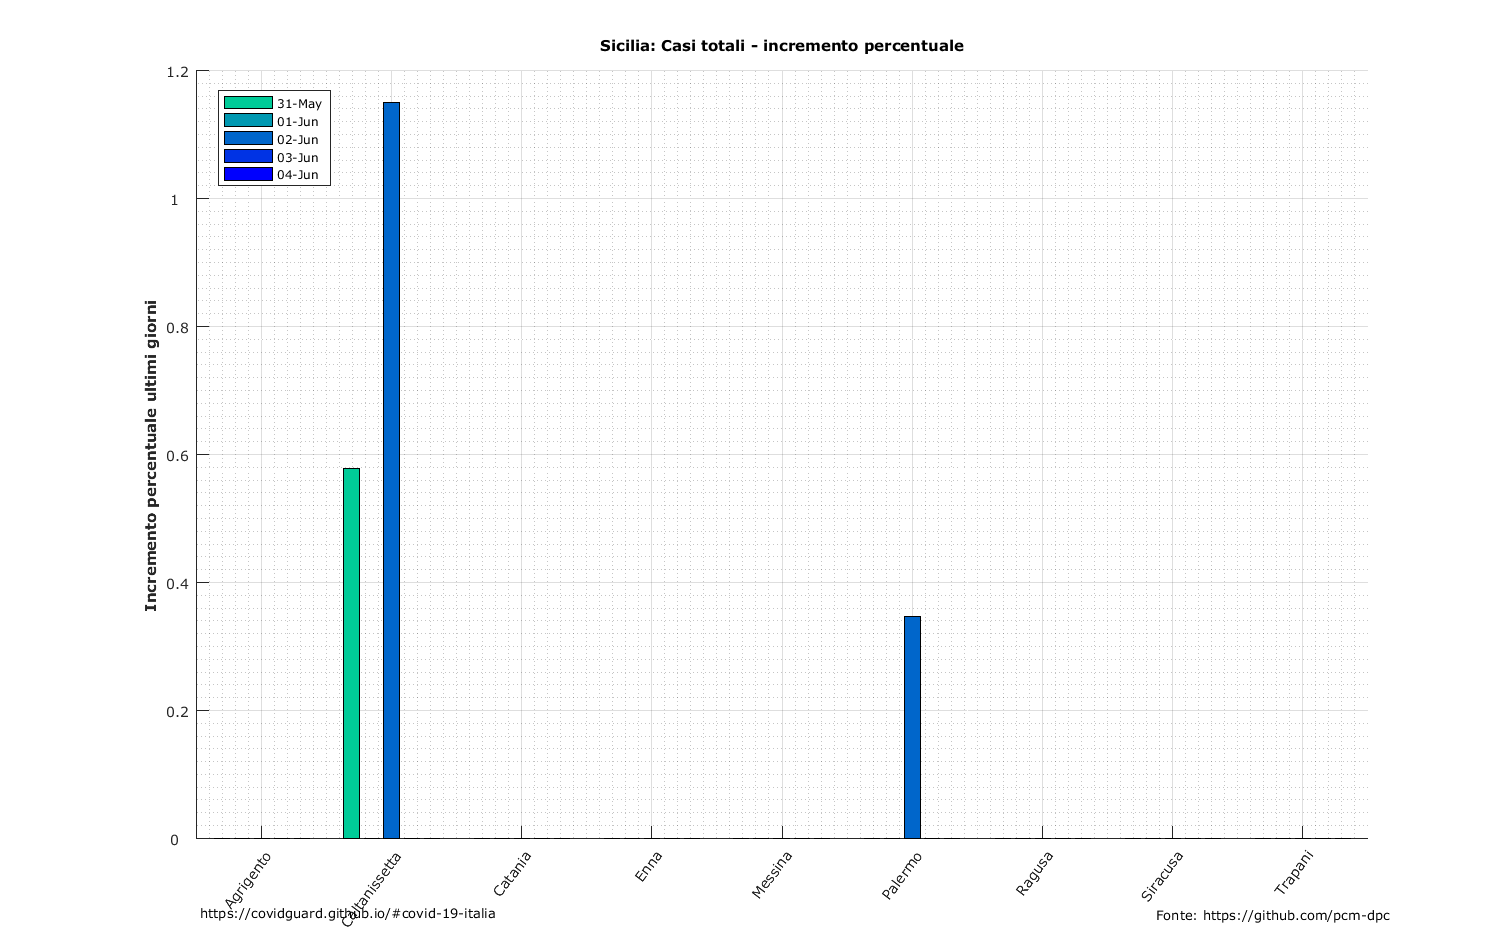 Sicilia: Casi totali - incremento percentuale
1.2
1
0.8
0.6
0.4
0.2
0
Incremento percentuale ultimi giorni
31-May
01-Jun
02-Jun
03-Jun
04-Jun
Agrigento
Caltanissetta
Catania
Enna
Messina
Palermo
Ragusa
Siracusa
Trapani
https://covidguard.github.io/#covid-19-italia
Fonte: https://github.com/pcm-dpc